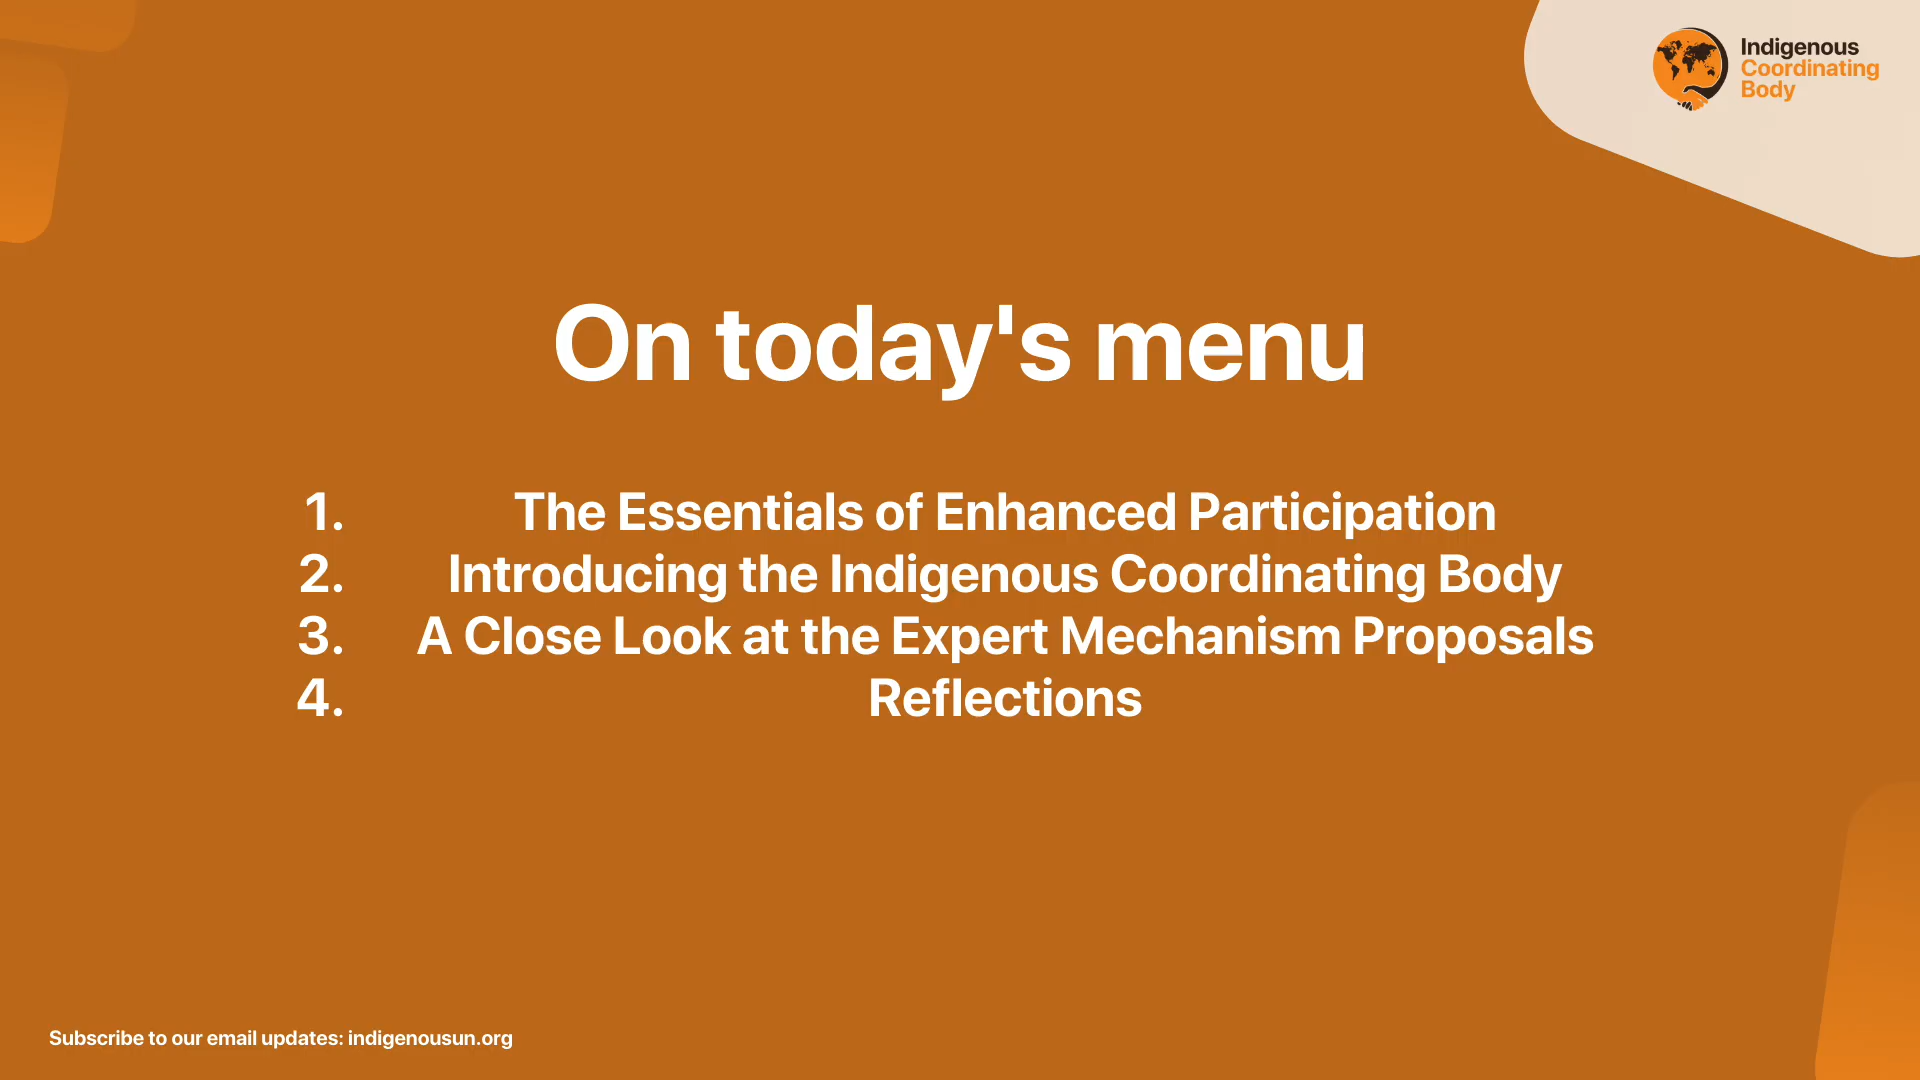 Indigenous
Coordinating
Body
On today's menu
1. The Essentials of Enhanced Participation
2. Introducing the Indigenous Coordinating Body
3. A Close Look at the Expert Mechanism Proposals
4. Reflections
Subscribe to our email updates: indigenousun.org